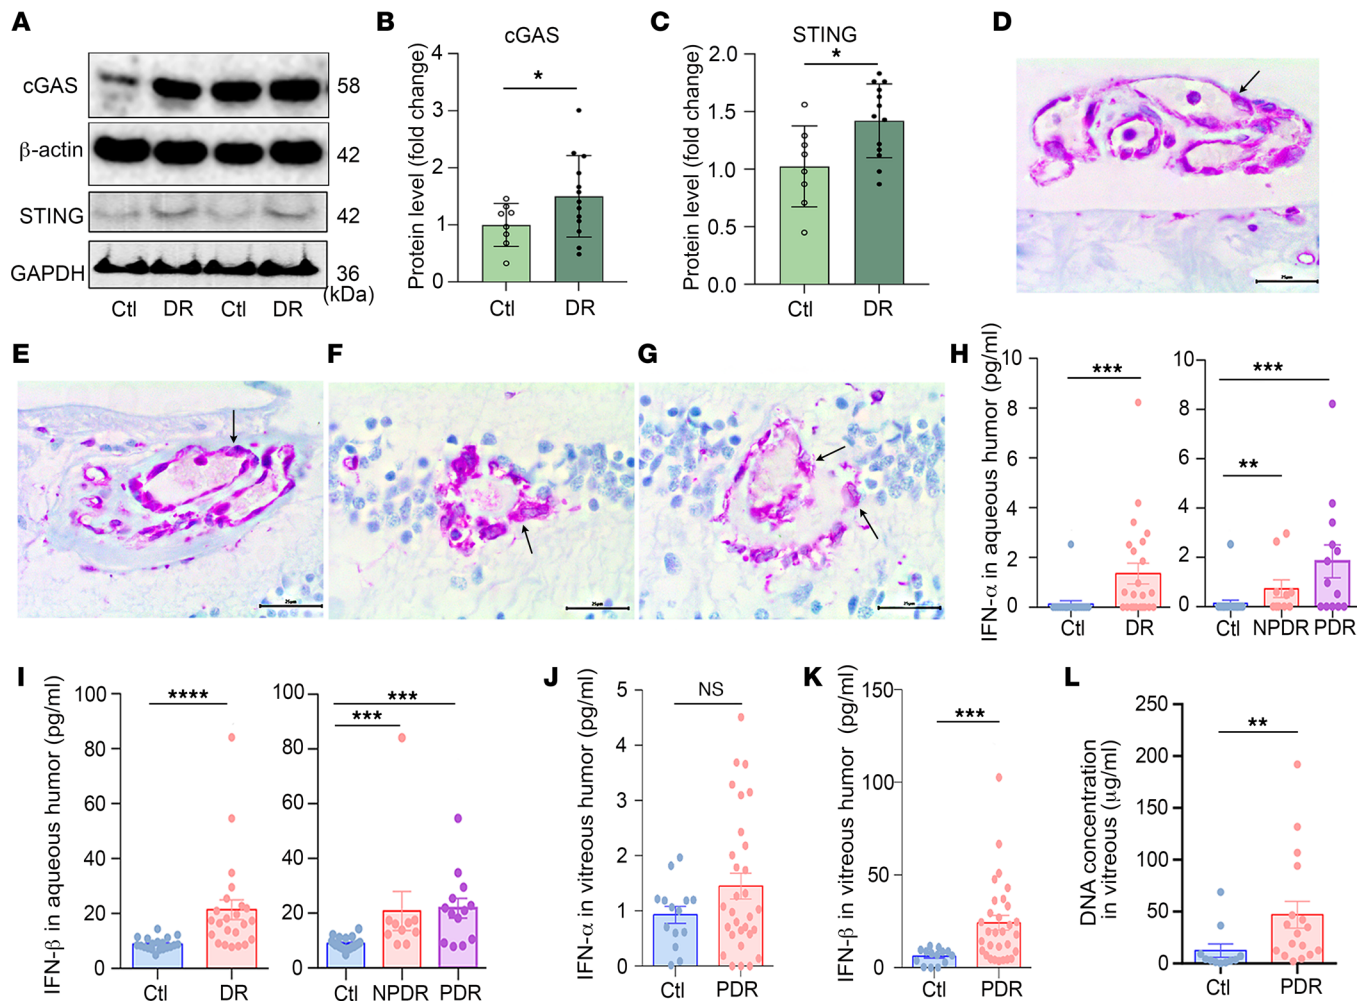 A
cGAS
58
β-actin
42
STING
42
GAPDH
36
(kDa)
Ctl DR Ctl DR
B
cGAS
Protein level (fold change)
4
3
2
1
0
*
Ctl DR
C
STING
Protein level (fold change)
2.0
1.5
1.0
0.5
0.0
*
Ctl DR
D
25µm
E
25µm
F
25µm
G
25µm
H
IFN-α in aqueous humor (pg/ml)
10
8
6
4
2
0
***
Ctl DR
10
8
6
4
2
0
***
**
Ctl NPDR PDR
I
IFN-β in aqueous humor (pg/ml)
100
80
60
40
20
0
****
Ctl DR
100
80
60
40
20
0
***
***
Ctl NPDR PDR
J
IFN-α in vitreous humor (pg/ml)
5
4
3
2
1
0
NS
Ctl PDR
K
IFN-β in vitreous humor (pg/ml)
150
100
50
0
***
Ctl PDR
L
DNA concentration
in vitreous (µg/ml)
250
200
150
100
50
0
**
Ctl PDR